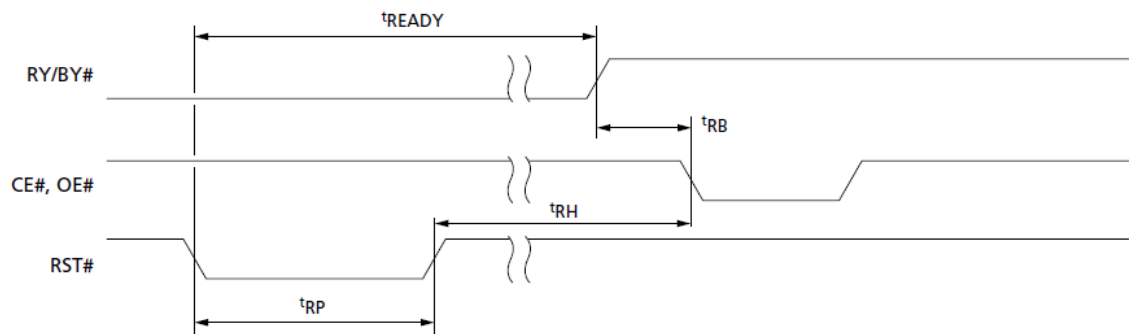 tREADY
RY/BY#
tRB
CE#, OE#
tRH
RST#
tRP